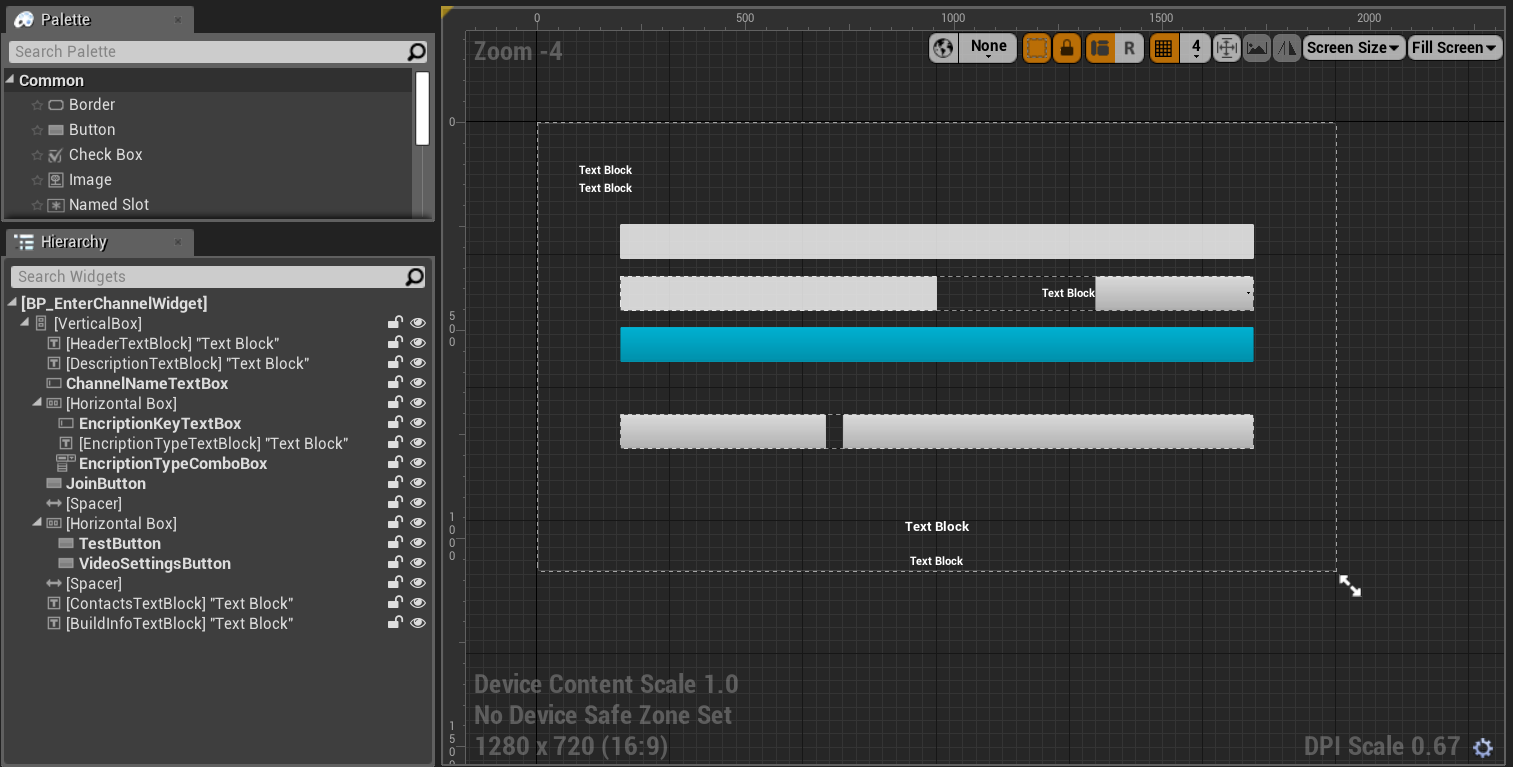 Palette
Search Palette
Common
Border
Button
Check Box
Image
Named Slot
Hierarchy
Search Widgets
[BP_EnterChannelWidget]
[VerticalBox]
[HeaderTextBlock] "Text Block"
[DescriptionTextBlock] "Text Block"
ChannelNameTextBox
[Horizontal Box]
EncriptionKeyTextBox
[EncriptionTypeTextBlock] "Text Block"
EncriptionTypeComboBox
JoinButton
[Spacer]
[Horizontal Box]
TestButton
VideoSettingsButton
[Spacer]
[ContactsTextBlock] "Text Block"
[BuildInfoTextBlock] "Text Block"
0 500 1000 1500 2000
Zoom -4
None R 4 Screen Size Fill Screen
0
500
1000
150
Text Block
Text Block
Text Block
Text Block
Text Block
Device Content Scale 1.0
No Device Safe Zone Set
1280 x 720 (16:9)
DPI Scale 0.67